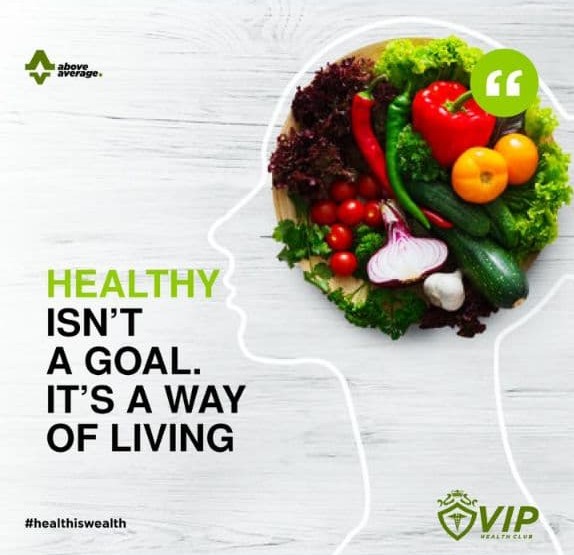 above
average.
HEALTHY
ISN'T
A GOAL.
IT'S A WAY
OF LIVING
#healthiswealth
VIP
HEALTH CLUB